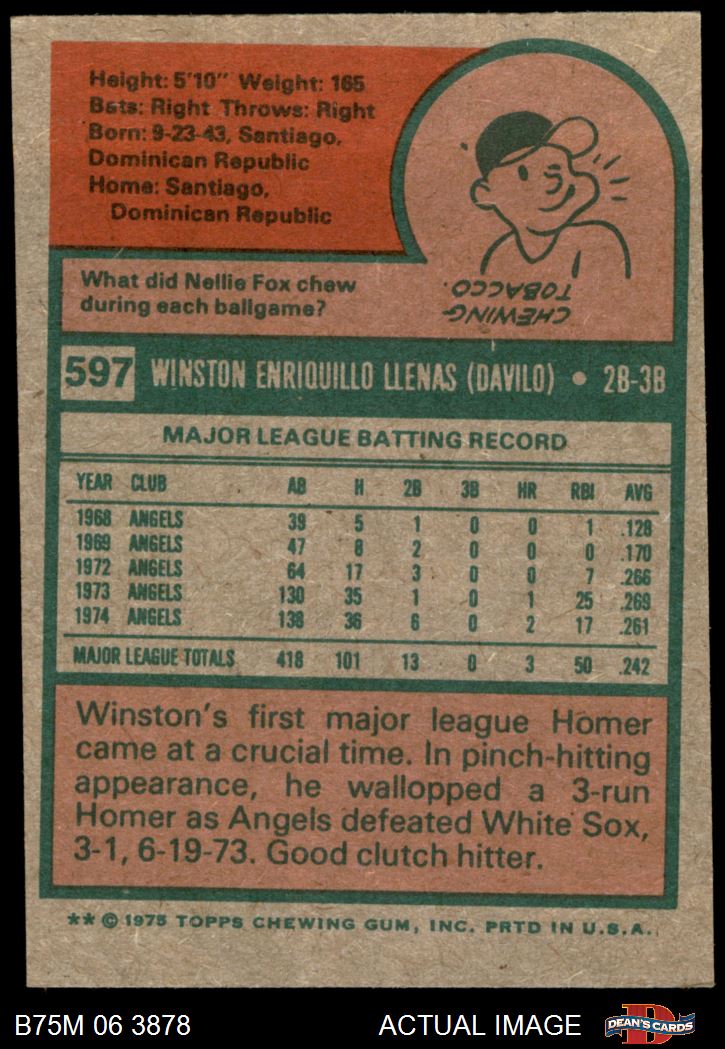 Height: 5'10" Weight: 165
Bats: Right Throws: Right
Born: 9-23-43, Santiago,
Dominican Republic
Home: Santiago,
Dominican Republic
What did Nellie Fox chew
during each ballgame?
CHEWING
TOBACCO.
597 WINSTON ENRIQUILLO LLENAS (DAVILO) • 2B-3B
MAJOR LEAGUE BATTING RECORD
YEAR CLUB AB H 2B 3B HR RBI AVG
1968 ANGELS 39 5 1 0 0 1 .128
1969 ANGELS 47 8 2 0 0 0 .170
1972 ANGELS 64 17 3 0 0 7 .266
1973 ANGELS 130 35 1 0 1 25 .269
1974 ANGELS 138 36 6 0 2 17 .261
MAJOR LEAGUE TOTALS 418 101 13 0 3 50 .242
Winston's first major league Homer
came at a crucial time. In pinch-hitting
appearance, he wallopped a 3-run
Homer as Angels defeated White Sox,
3-1, 6-19-73. Good clutch hitter.
** © 1975 TOPPS CHEWING GUM, INC. PRTD IN U.S.A.
B75M 06 3878 ACTUAL IMAGE
D
DEAN'S CARDS